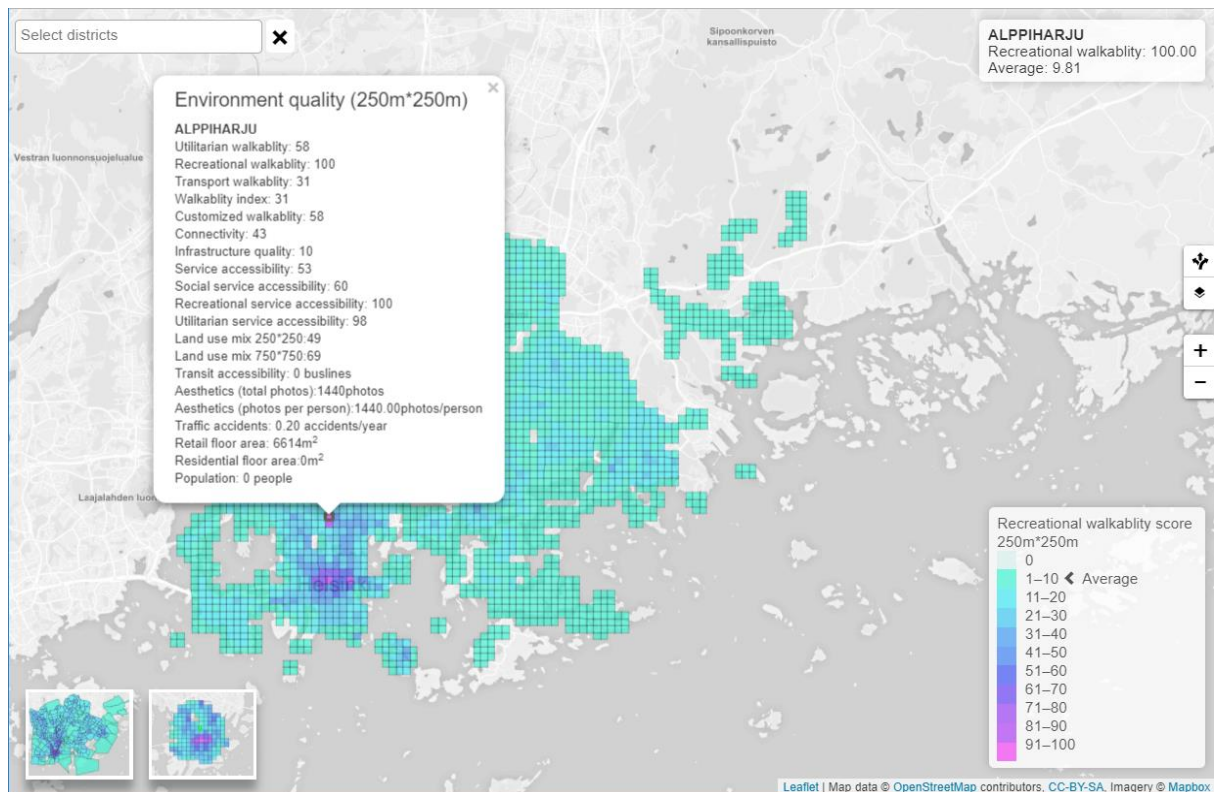 Select districts
Sipoonkorven
kansallispuisto
ALPPIHARJU
Recreational walkablity: 100.00
Average: 9.81
Environment quality (250m*250m)
ALPPIHARJU
Utilitarian walkablity: 58
Recreational walkablity: 100
Transport walkablity: 31
Walkablity index: 31
Customized walkablity: 58
Connectivity: 43
Infrastructure quality: 10
Service accessibility: 53
Social service accessibility: 60
Recreational service accessibility: 100
Utilitarian service accessibility: 98
Land use mix 250*250:49
Land use mix 750*750:69
Transit accessibility: 0 buslines
Aesthetics (total photos):1440photos
Aesthetics (photos per person):1440.00photos/person
Traffic accidents: 0.20 accidents/year
Retail floor area: 6614m²
Residential floor area:0m²
Population: 0 people
Vestran luonnonsuojelualue
Laajalahden luon
Recreational walkablity score
250m*250m
0
1–10 Average
11–20
21–30
31–40
41–50
51–60
61–70
71–80
81–90
91–100
Leaflet | Map data © OpenStreetMap contributors, CC-BY-SA, Imagery © Mapbox